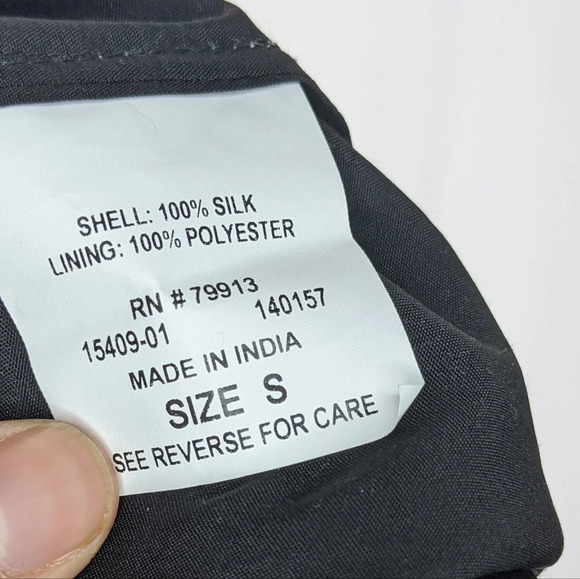 SHELL: 100% SILK
LINING: 100% POLYESTER
RN # 79913
15409-01 140157
MADE IN INDIA
SIZE S
SEE REVERSE FOR CARE